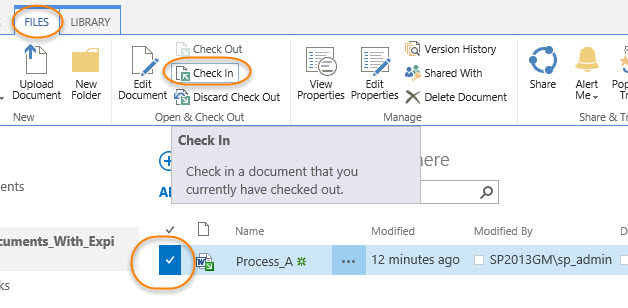 FILES LIBRARY
Upload Document
New Folder
New
Edit Document
Check Out
Check In
Discard Check Out
Open & Check Out
View Properties
Edit Properties
Version History
Shared With
Delete Document
Manage
Share
Alert Me
Share & Tr
Check In
Check in a document that you
currently have checked out.
here
ents
cuments_With_Expi
ks
Name Modified Modified By
Process_A ... 12 minutes ago SP2013GM\sp_admin